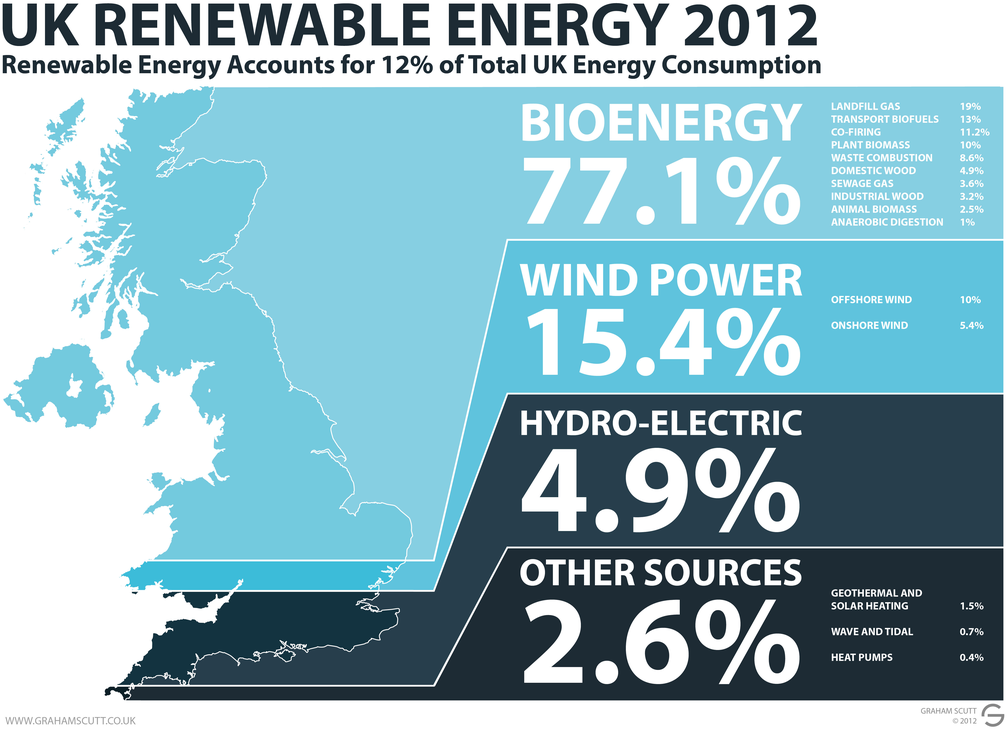 UK RENEWABLE ENERGY 2012
Renewable Energy Accounts for 12% of Total UK Energy Consumption
BIOENERGY
77.1%
LANDFILL GAS 19%
TRANSPORT BIOFUELS 13%
CO-FIRING 11.2%
PLANT BIOMASS 10%
WASTE COMBUSTION 8.6%
DOMESTIC WOOD 4.9%
SEWAGE GAS 3.6%
INDUSTRIAL WOOD 3.2%
ANIMAL BIOMASS 2.5%
ANAEROBIC DIGESTION 1%
WIND POWER
15.4%
OFFSHORE WIND 10%
ONSHORE WIND 5.4%
HYDRO-ELECTRIC
4.9%
OTHER SOURCES
2.6%
GEOTHERMAL AND
SOLAR HEATING 1.5%
WAVE AND TIDAL 0.7%
HEAT PUMPS 0.4%
WWW.GRAHAMSCUTT.CO.UK
GRAHAM SCUTT
© 2012